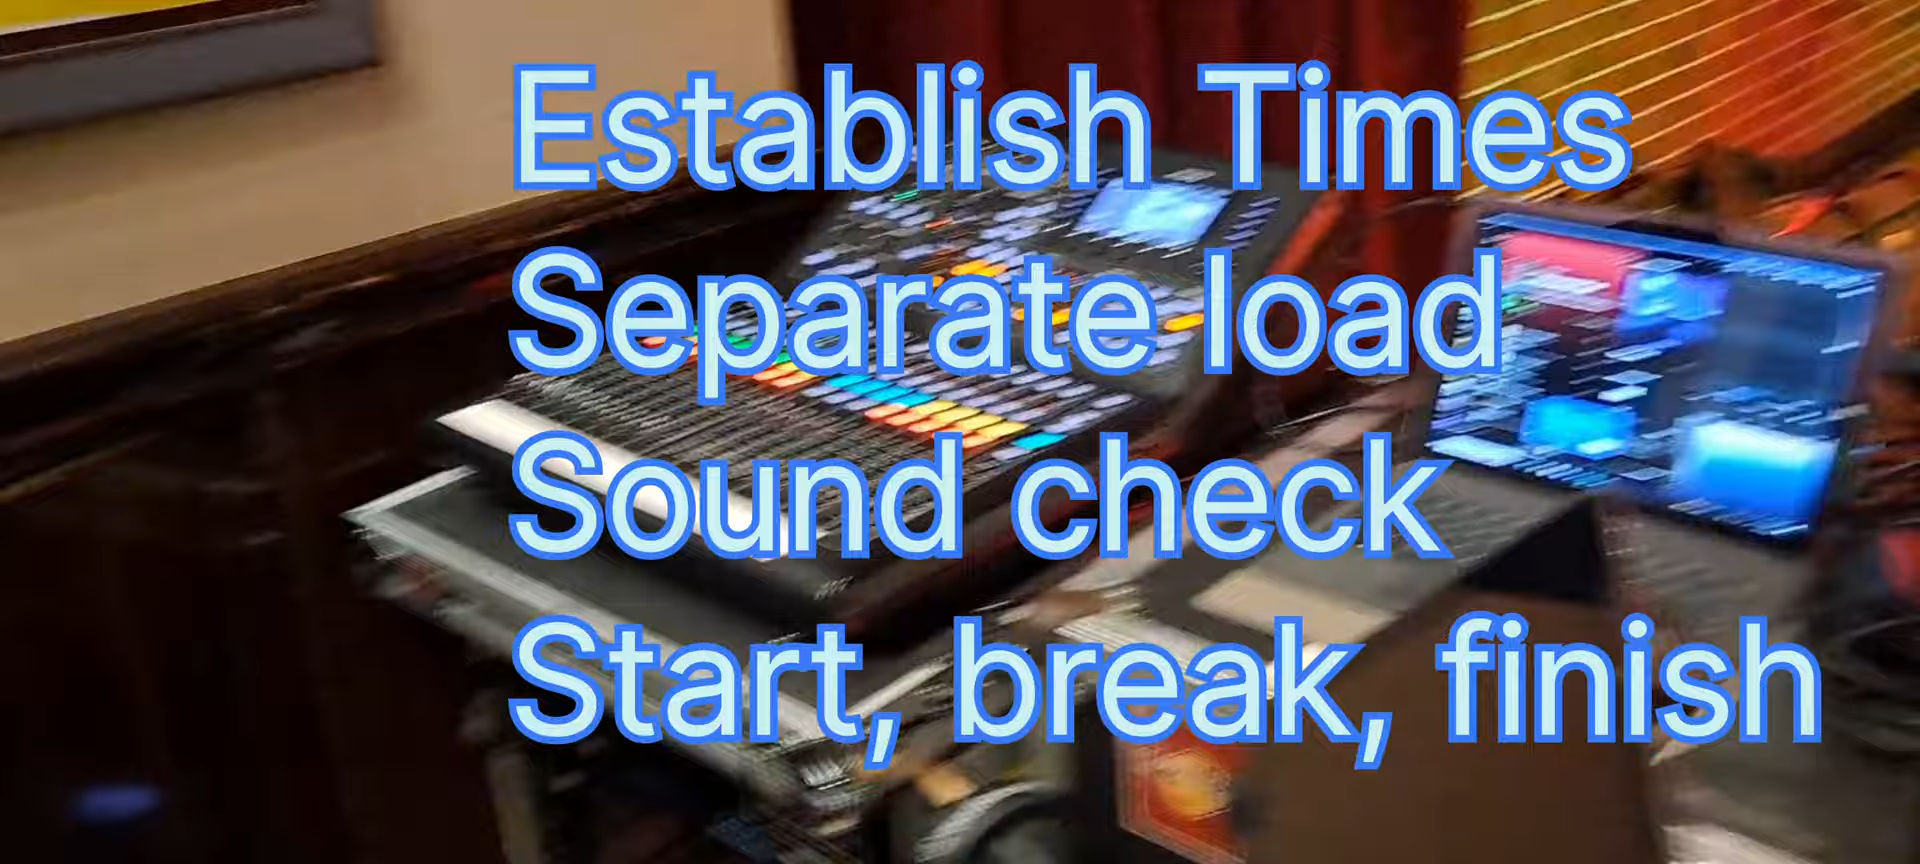 Establish Times
Separate load
Sound check
Start, break, finish